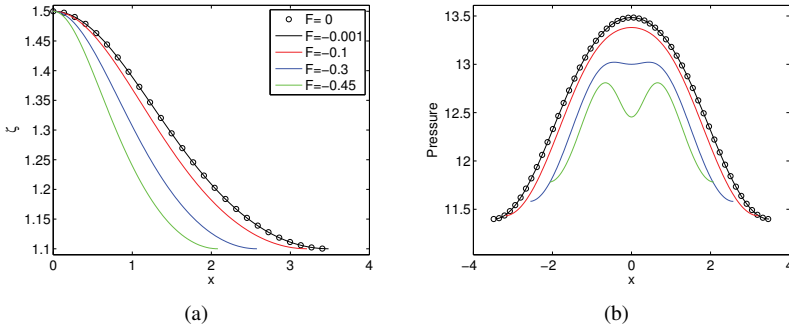 1.5
1.45
1.4
1.35
1.3
1.25
1.2
1.15
1.1
ζ
0 1 2 3 4
x
F= 0
F=−0.001
F=−0.1
F=−0.3
F=−0.45
(a)
13.5
13
12.5
12
11.5
Pressure
−4 −2 0 2 4
x
(b)